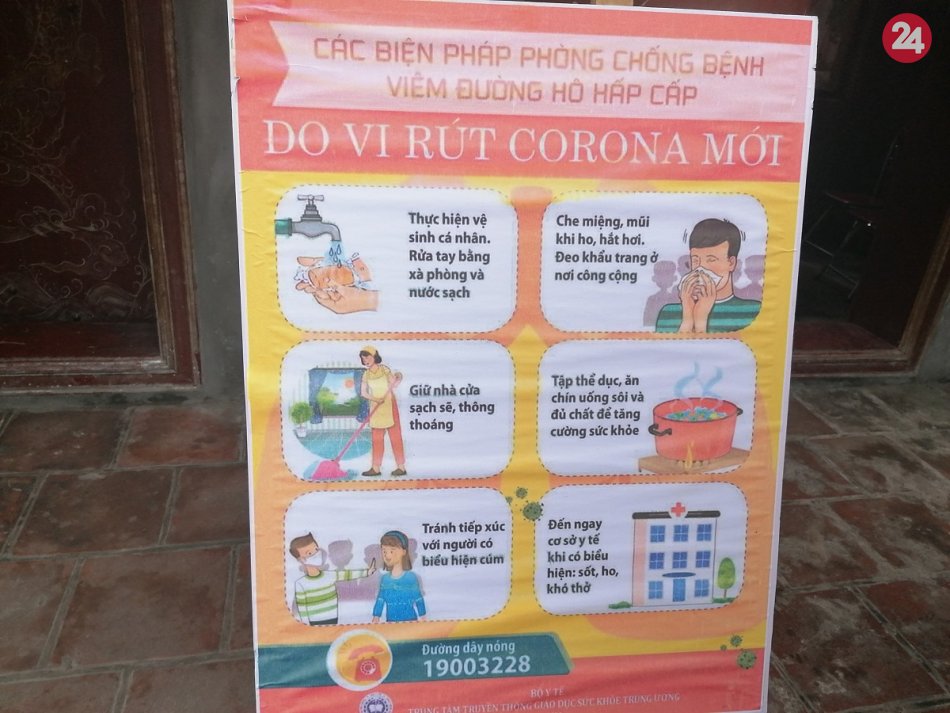 24
CÁC BIỆN PHÁP PHÒNG CHỐNG BỆNH
VIÊM ĐƯỜNG HÔ HẤP CẤP
DO VI RÚT CORONA MỚI
Thực hiện vệ
sinh cá nhân.
Rửa tay bằng
xà phòng và
nước sạch
Che miệng, mũi
khi ho, hắt hơi.
Đeo khẩu trang ở
nơi công cộng
Giữ nhà cửa
sạch sẽ, thông
thoáng
Tập thể dục, ăn
chín uống sôi và
đủ chất để tăng
cường sức khỏe
Tránh tiếp xúc
với người có
biểu hiện cúm
Đến ngay
cơ sở y tế
khi có biểu
hiện: sốt, ho,
khó thở
Đường dây nóng
19003228
BỘ Y TẾ
TRUNG TÂM TRUYỀN THÔNG GIÁO DỤC SỨC KHỎE TRUNG ƯƠNG